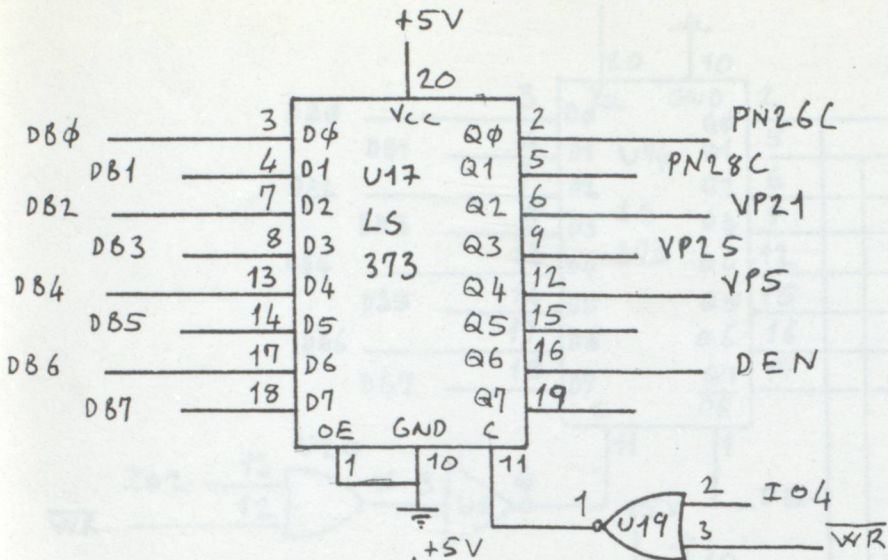 +5V
20
Vcc
DBφ 3 Dφ Qφ 2 PN26C
DB1 4 D1 U17 Q1 5 PN28C
DB2 7 D2 LS Q2 6 VP21
DB3 8 D3 373 Q3 9 VP25
DB4 13 D4 Q4 12 VP5
DB5 14 D5 Q5 15
DB6 17 D6 Q6 16 DEN
DB7 18 D7 Q7 19
OE GND C
1 10 11
1 U19 2 IO4
3 WR
+5V